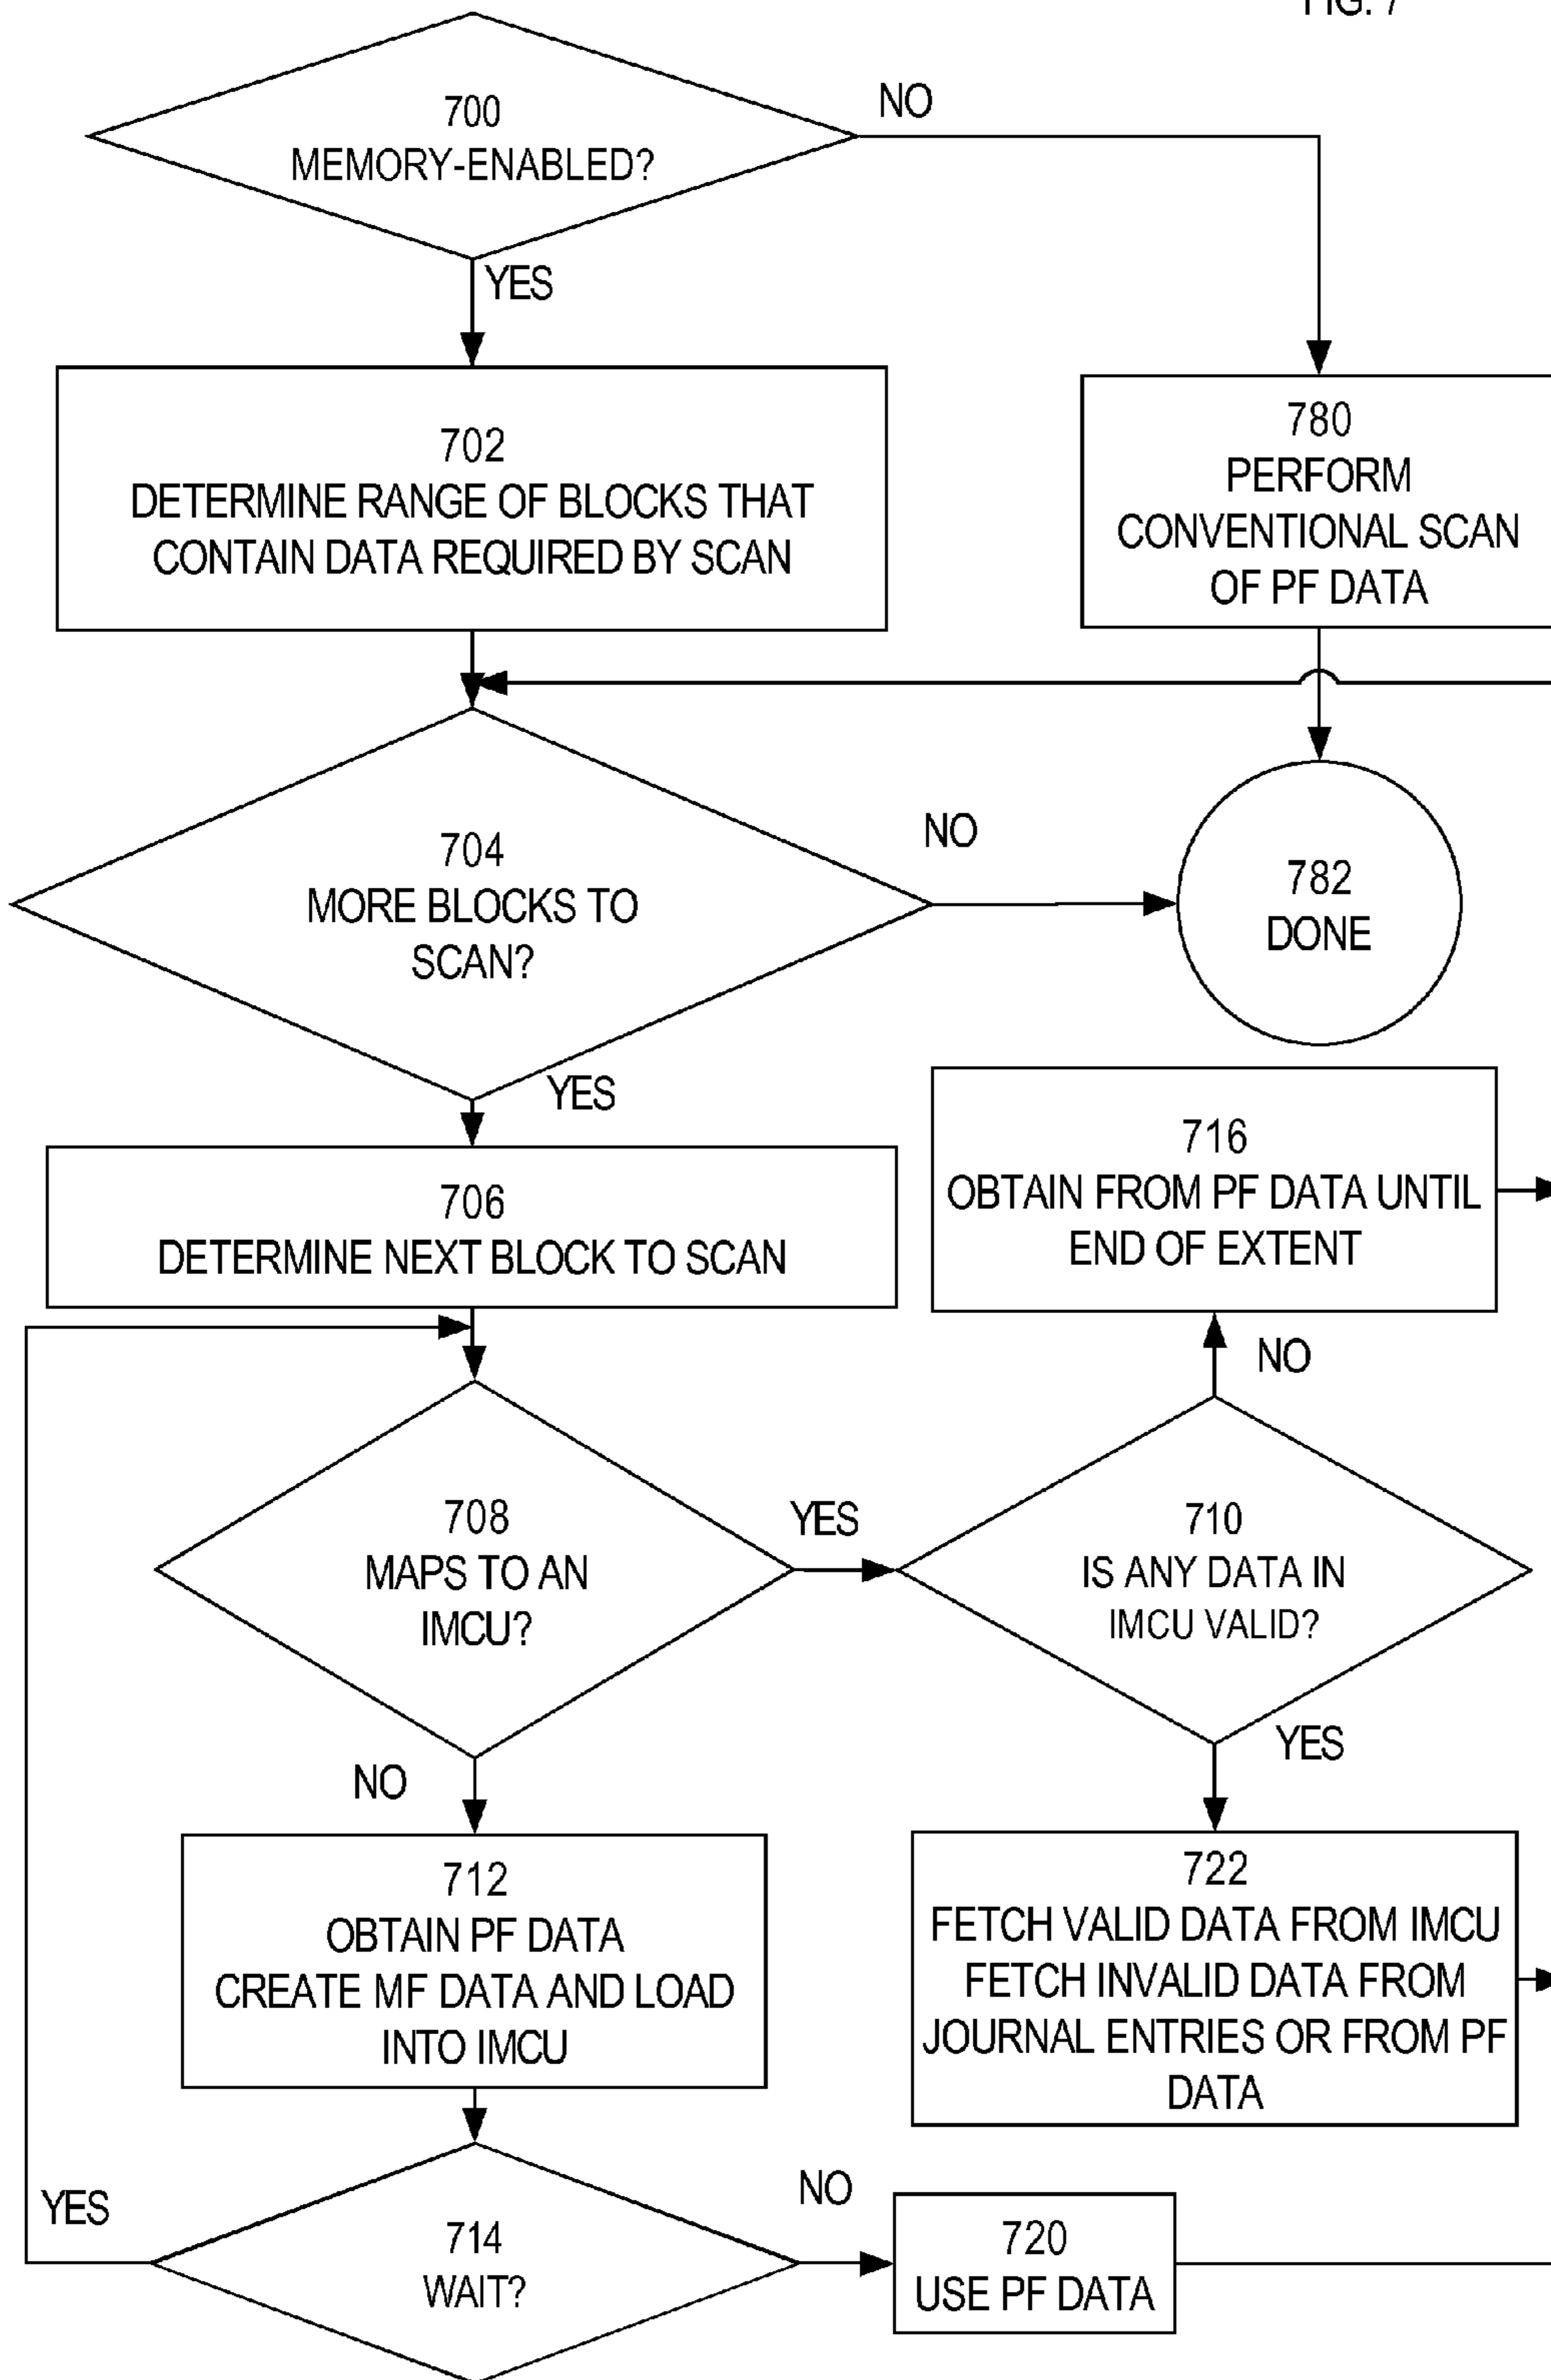 FIG. 7
700
MEMORY-ENABLED?
NO
YES
702
DETERMINE RANGE OF BLOCKS THAT
CONTAIN DATA REQUIRED BY SCAN
780
PERFORM
CONVENTIONAL SCAN
OF PF DATA
704
MORE BLOCKS TO
SCAN?
NO
782
DONE
YES
706
DETERMINE NEXT BLOCK TO SCAN
716
OBTAIN FROM PF DATA UNTIL
END OF EXTENT
NO
708
MAPS TO AN
IMCU?
YES
710
IS ANY DATA IN
IMCU VALID?
NO
YES
712
OBTAIN PF DATA
CREATE MF DATA AND LOAD
INTO IMCU
722
FETCH VALID DATA FROM IMCU
FETCH INVALID DATA FROM
JOURNAL ENTRIES OR FROM PF
DATA
YES
714
WAIT?
NO
720
USE PF DATA